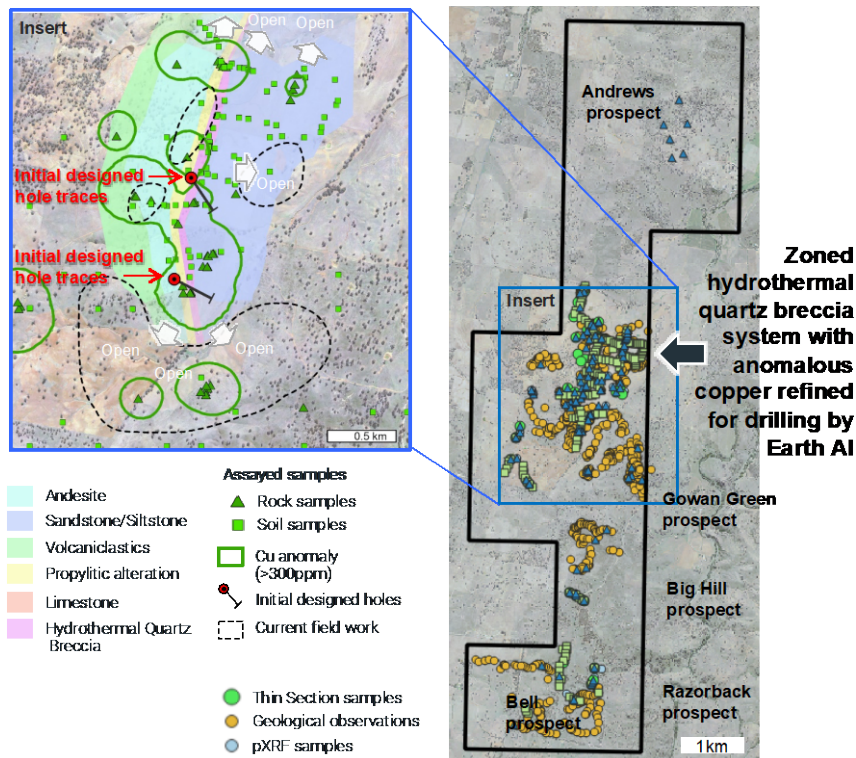 Insert
Open
Open
Open
Open
Initial designed
hole traces
Initial designed
hole traces
Open
Open
Open
0.5 km
Andesite
Sandstone/Siltstone
Volcaniclastics
Propylitic alteration
Limestone
Hydrothermal Quartz
Breccia
Assayed samples
Rock samples
Soil samples
Cu anomaly
(>300ppm)
Initial designed holes
Current field work
Thin Section samples
Geological observations
pXRF samples
Andrews
prospect
Insert
Zoned
hydrothermal
quartz breccia
system with
anomalous
copper refined
for drilling by
Earth AI
Gowan Green
prospect
Big Hill
prospect
Razorback
prospect
Bell
prospect
1km